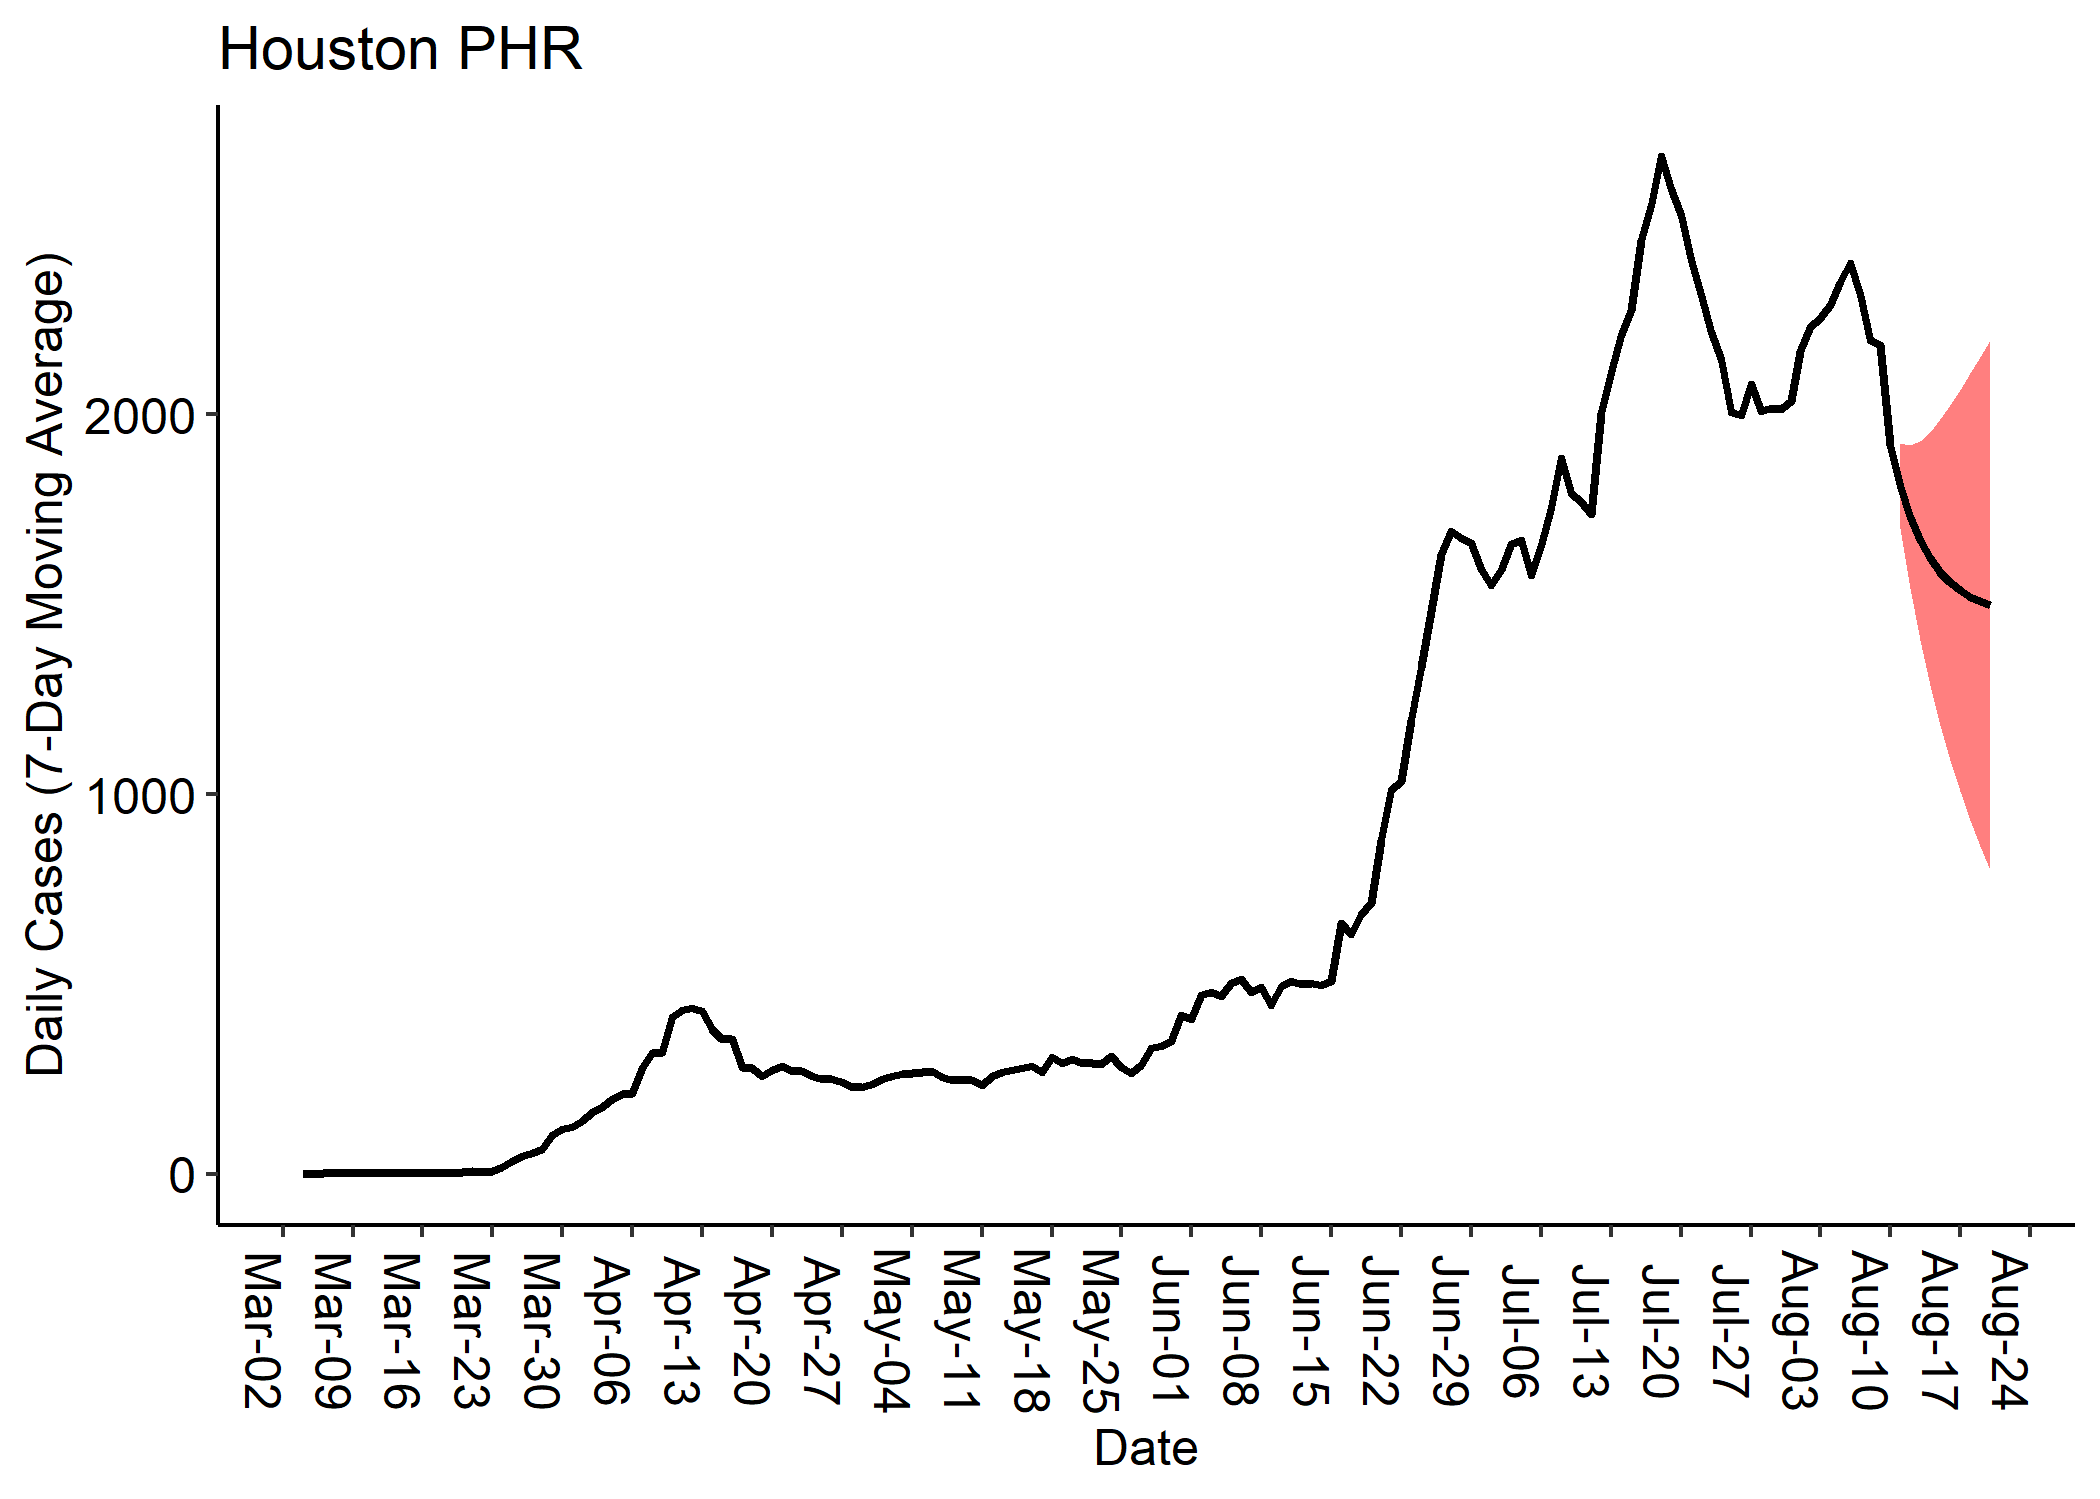 Houston PHR
Daily Cases (7-Day Moving Average)
2000
1000
0
Mar-02
Mar-09
Mar-16
Mar-23
Mar-30
Apr-06
Apr-13
Apr-20
Apr-27
May-04
May-11
May-18
May-25
Jun-01
Jun-08
Jun-15
Jun-22
Jun-29
Jul-06
Jul-13
Jul-20
Jul-27
Aug-03
Aug-10
Aug-17
Aug-24
Date